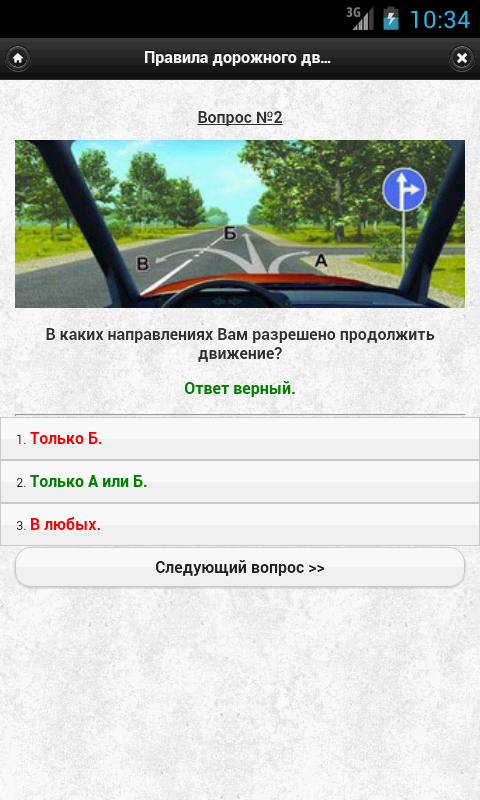 3G
10:34
Правила дорожного дв...
Вопрос №2
Б
В
А
В каких направлениях Вам разрешено продолжить
движение?
Ответ верный.
1. Только Б.
2. Только А или Б.
3. В любых.
Следующий вопрос >>